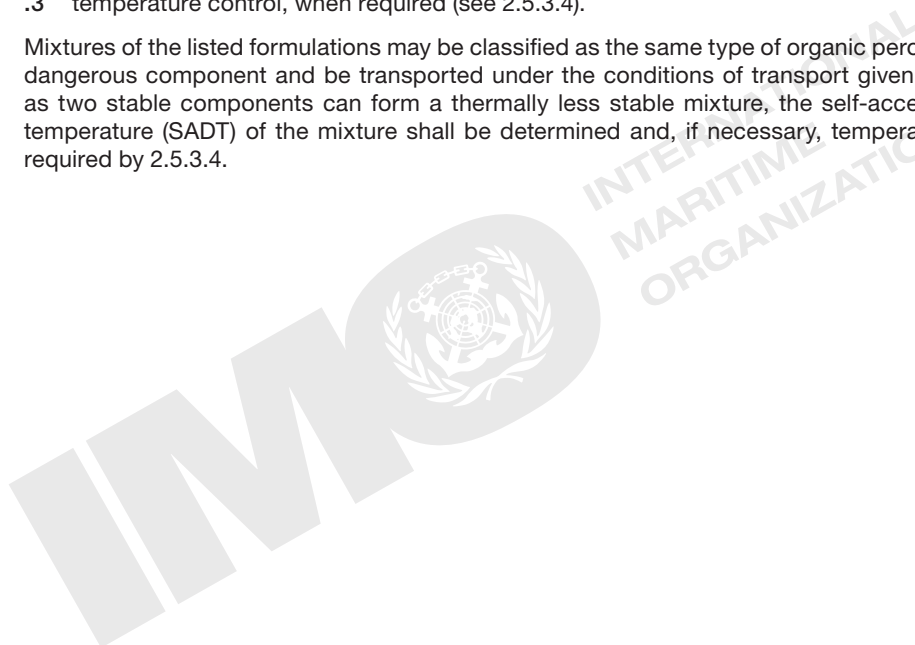 .3 temperature control, when required (see 2.5.3.4).
Mixtures of the listed formulations may be classified as the same type of organic pero
dangerous component and be transported under the conditions of transport given
as two stable components can form a thermally less stable mixture, the self-acce
temperature (SADT) of the mixture shall be determined and, if necessary, tempera
required by 2.5.3.4.
INTERNATIONAL
MARITIME
ORGANIZATIO
IMO